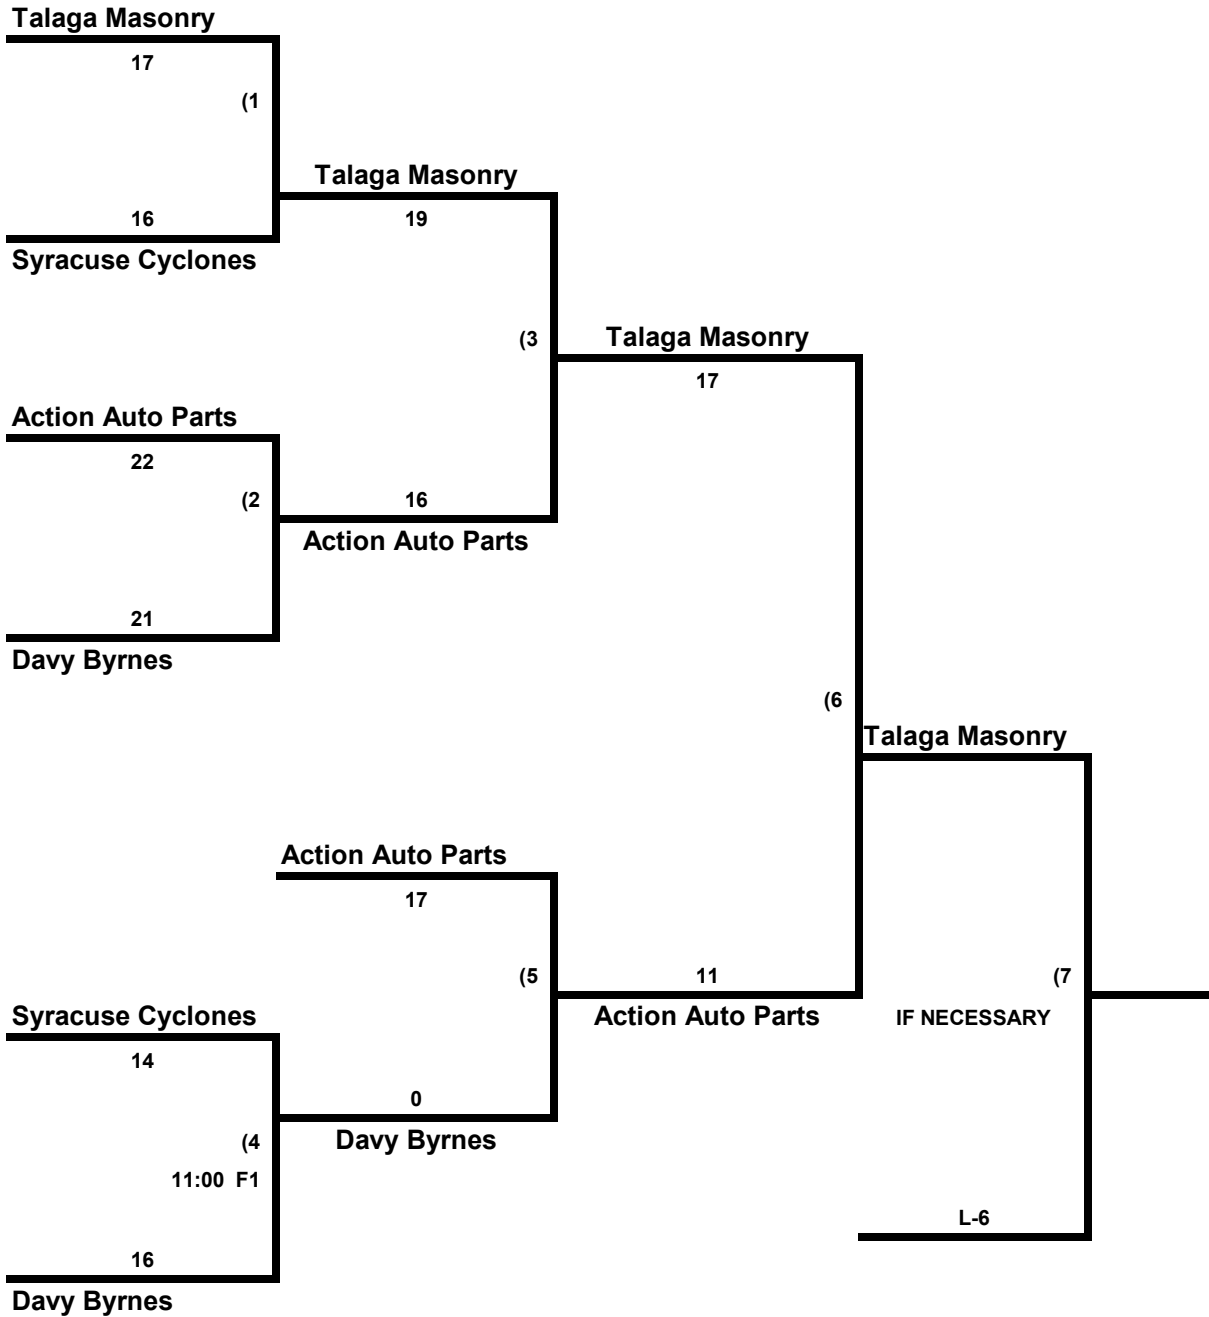 Talaga Masonry
17
(1
Talaga Masonry
16
19
Syracuse Cyclones
(3
Talaga Masonry
17
Action Auto Parts
22
(2
16
Action Auto Parts
21
Davy Byrnes
(6
Talaga Masonry
Action Auto Parts
17
(5
11
(7
Syracuse Cyclones
Action Auto Parts
IF NECESSARY
14
0
(4
Davy Byrnes
11:00 F1
L-6
16
Davy Byrnes